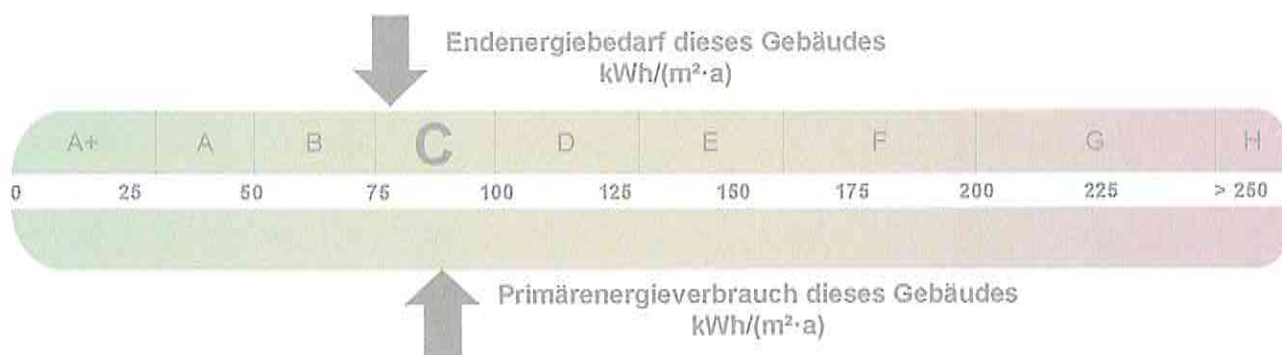 Endenergiebedarf dieses Gebäudes
kWh/(m²·a)
A+ A B C D E F G H
0 25 50 75 100 125 150 175 200 225 > 250
Primärenergieverbrauch dieses Gebäudes
kWh/(m²·a)